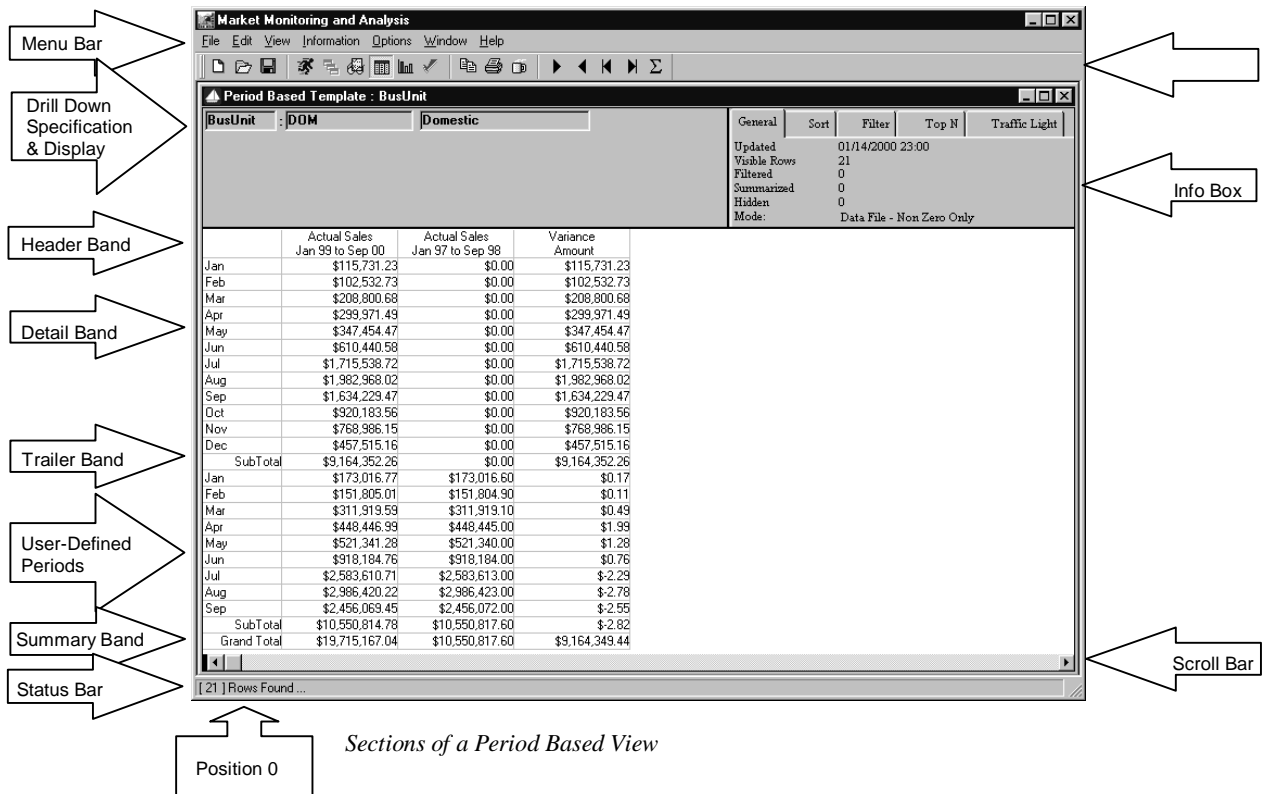 Market Monitoring and Analysis
File Edit View Information Options Window Help
Menu Bar
Period Based Template : BusUnit
Drill Down
Specification
& Display
BusUnit : DOM Domestic
General Sort Filter Top N Traffic Light
Updated 01/14/2000 23:00
Visible Rows 21
Filtered 0
Summarized 0
Hidden 0
Mode: Data File - Non Zero Only
Info Box
Header Band
Actual Sales Actual Sales Variance
Jan 99 to Sep 00 Jan 97 to Sep 98 Amount
Jan $115,731.23 $0.00 $115,731.23
Feb $102,532.73 $0.00 $102,532.73
Mar $208,800.68 $0.00 $208,800.68
Apr $299,971.49 $0.00 $299,971.49
Detail Band
May $347,454.47 $0.00 $347,454.47
Jun $610,440.58 $0.00 $610,440.58
Jul $1,715,538.72 $0.00 $1,715,538.72
Aug $1,982,968.02 $0.00 $1,982,968.02
Sep $1,634,229.47 $0.00 $1,634,229.47
Oct $920,183.56 $0.00 $920,183.56
Nov $768,986.15 $0.00 $768,986.15
Dec $457,515.16 $0.00 $457,515.16
Trailer Band
SubTotal $9,164,352.26 $0.00 $9,164,352.26
Jan $173,016.77 $173,016.60 $0.17
Feb $151,805.01 $151,804.90 $0.11
Mar $311,919.59 $311,919.10 $0.49
Apr $448,446.99 $448,445.00 $1.99
User-Defined
Periods
May $521,341.28 $521,340.00 $1.28
Jun $918,184.76 $918,184.00 $0.76
Jul $2,583,610.71 $2,583,613.00 $-2.29
Aug $2,986,420.22 $2,986,423.00 $-2.78
Sep $2,456,069.45 $2,456,072.00 $-2.55
SubTotal $10,550,814.78 $10,550,817.60 $-2.82
Summary Band
Grand Total $19,715,167.04 $10,550,817.60 $9,164,349.44
Scroll Bar
Status Bar
[ 21 ] Rows Found ...
Position 0
Sections of a Period Based View